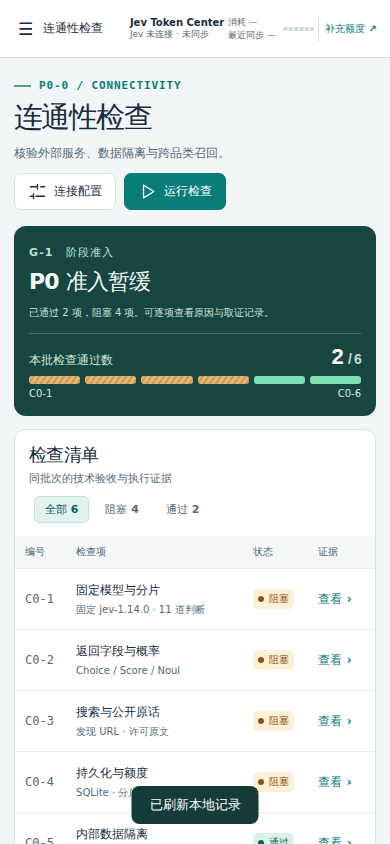 连通性检查
Jev Token Center
Jev 未连接 · 未同步
消耗 —
最近同步 —
补充额度 ↗
P0-0 / CONNECTIVITY
连通性检查
核验外部服务、数据隔离与跨品类召回。
连接配置
运行检查
G-1 阶段准入
P0 准入暂缓
已通过 2 项，阻塞 4 项。可逐项查看原因与取证记录。
本批检查通过数
2 / 6
C0-1
C0-6
检查清单
同批次的技术验收与执行证据
全部 6
阻塞 4
通过 2
编号 检查项 状态 证据
C0-1 固定模型与分片 阻塞 查看 ›
固定 jev-1.14.0 · 11 道判断
C0-2 返回字段与概率 阻塞 查看 ›
Choice / Score / Noul
C0-3 搜索与公开原话 阻塞 查看 ›
发现 URL · 许可原文
C0-4 持久化与额度 阻塞 查看 ›
SQLite · 分
已刷新本地记录
C0-5 内部数据隔离 通过 查看 ›